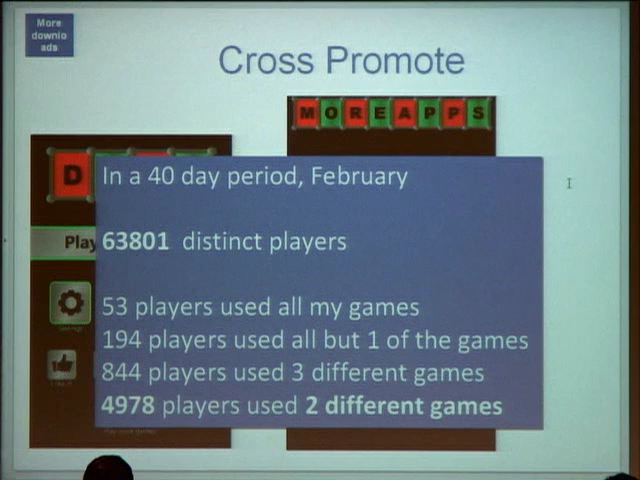 More
downlo
ads
Cross Promote
MOREAPPS
D
In a 40 day period, February
Play
63801 distinct players
53 players used all my games
194 players used all but 1 of the games
844 players used 3 different games
4978 players used 2 different games